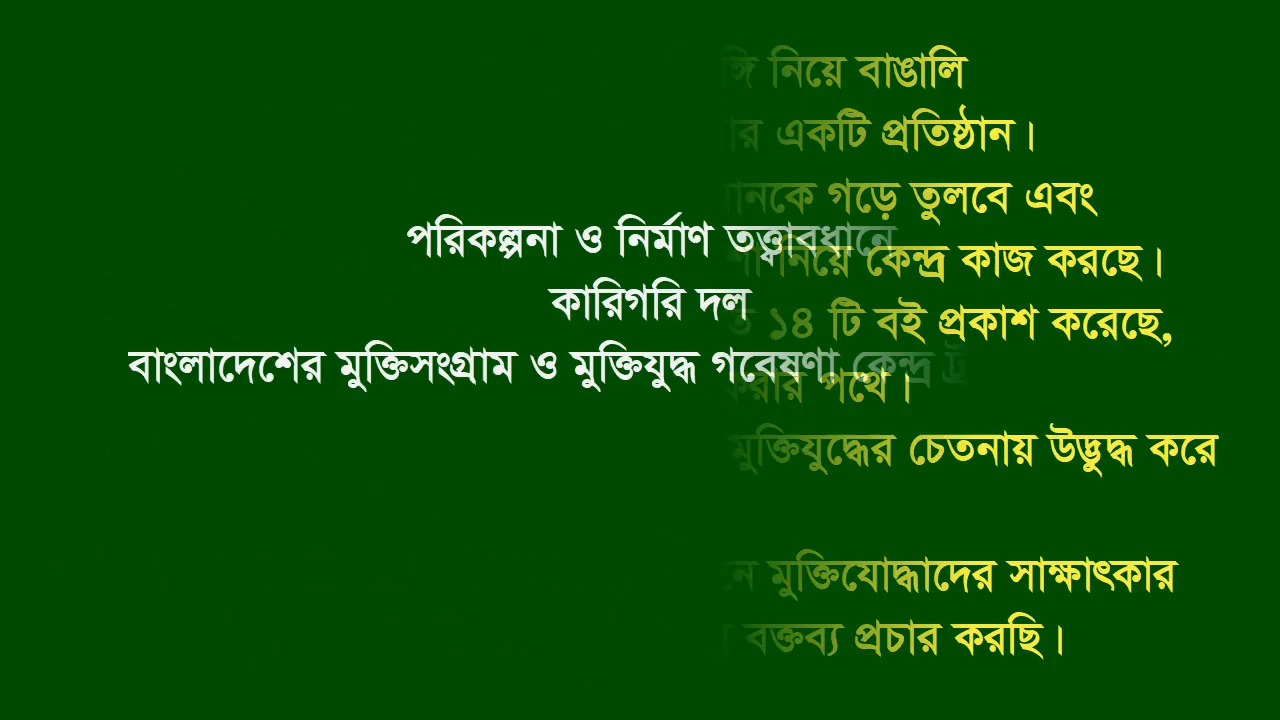 নিয়ে বাঙালি
একটি প্রতিষ্ঠান।
গড়ে তুলবে এবং
পরিকল্পনা ও নির্মাণ তত্ত্বাবধানে
নিয়ে কেন্দ্র কাজ করছে।
কারিগরি দল
১৪ টি বই প্রকাশ করেছে,
বাংলাদেশের মুক্তিসংগ্রাম ও মুক্তিযুদ্ধ গবেষণা কেন্দ্র
করার পথে।
মুক্তিযুদ্ধের চেতনায় উদ্ভুদ্ধ করে
মুক্তিযোদ্ধাদের সাক্ষাৎকার
বক্তব্য প্রচার করছি।